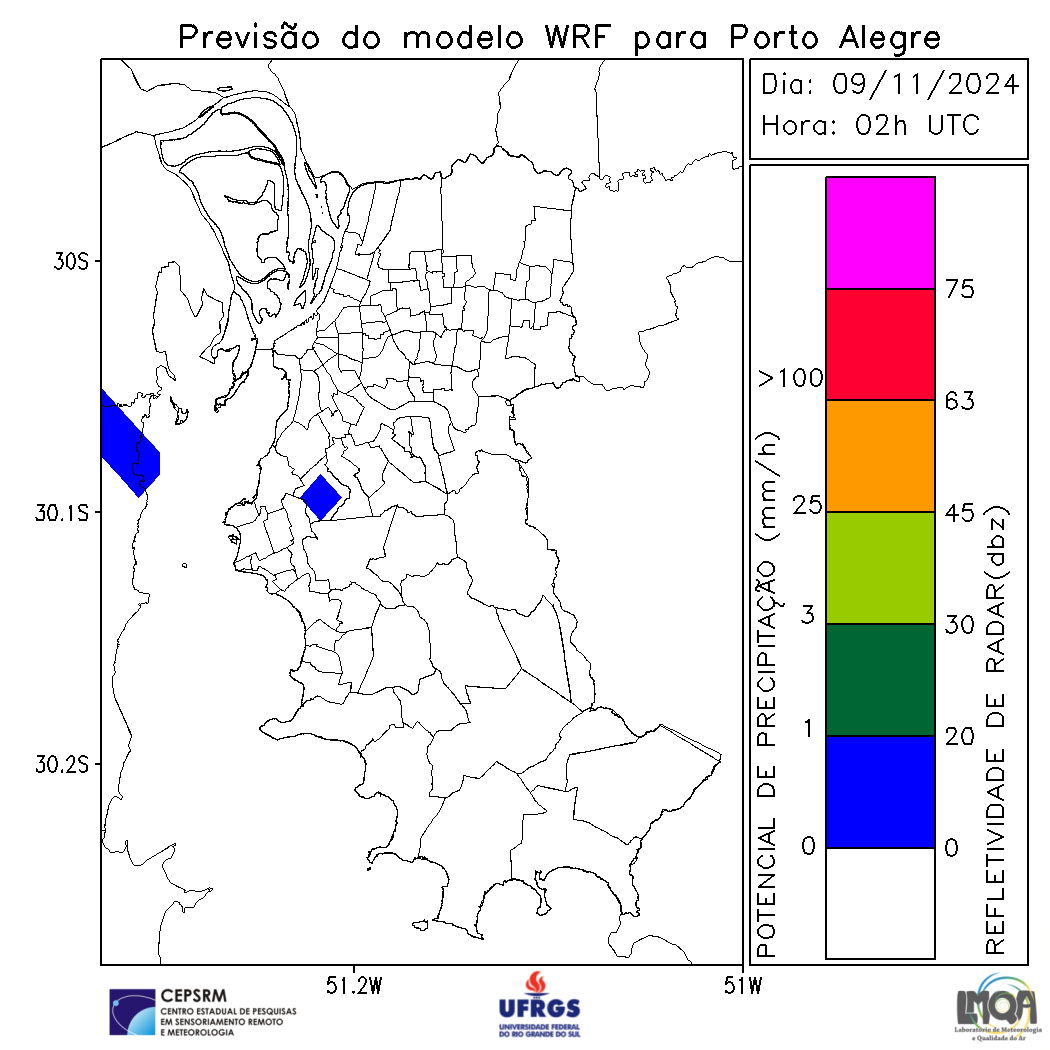 Previsão do modelo WRF para Porto Alegre
Dia: 09/11/2024
Hora: 02h UTC
30S
30.1S
30.2S
51.2W
51W
POTENCIAL DE PRECIPITAÇÃO (mm/h)
>100
25
3
1
0
75
63
45
30
20
0
REFLETIVIDADE DE RADAR(dbz)
CEPSRM
CENTRO ESTADUAL DE PESQUISAS
EM SENSORIAMENTO REMOTO
E METEOROLOGIA
UFRGS
UNIVERSIDADE FEDERAL
DO RIO GRANDE DO SUL
LMQA
Laboratório de Meteorologia
e Qualidade do Ar